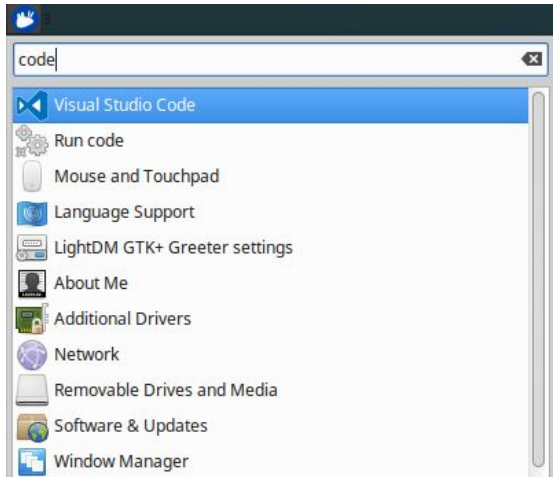 code
Visual Studio Code
Run code
Mouse and Touchpad
Language Support
LightDM GTK+ Greeter settings
About Me
Additional Drivers
Network
Removable Drives and Media
Software & Updates
Window Manager